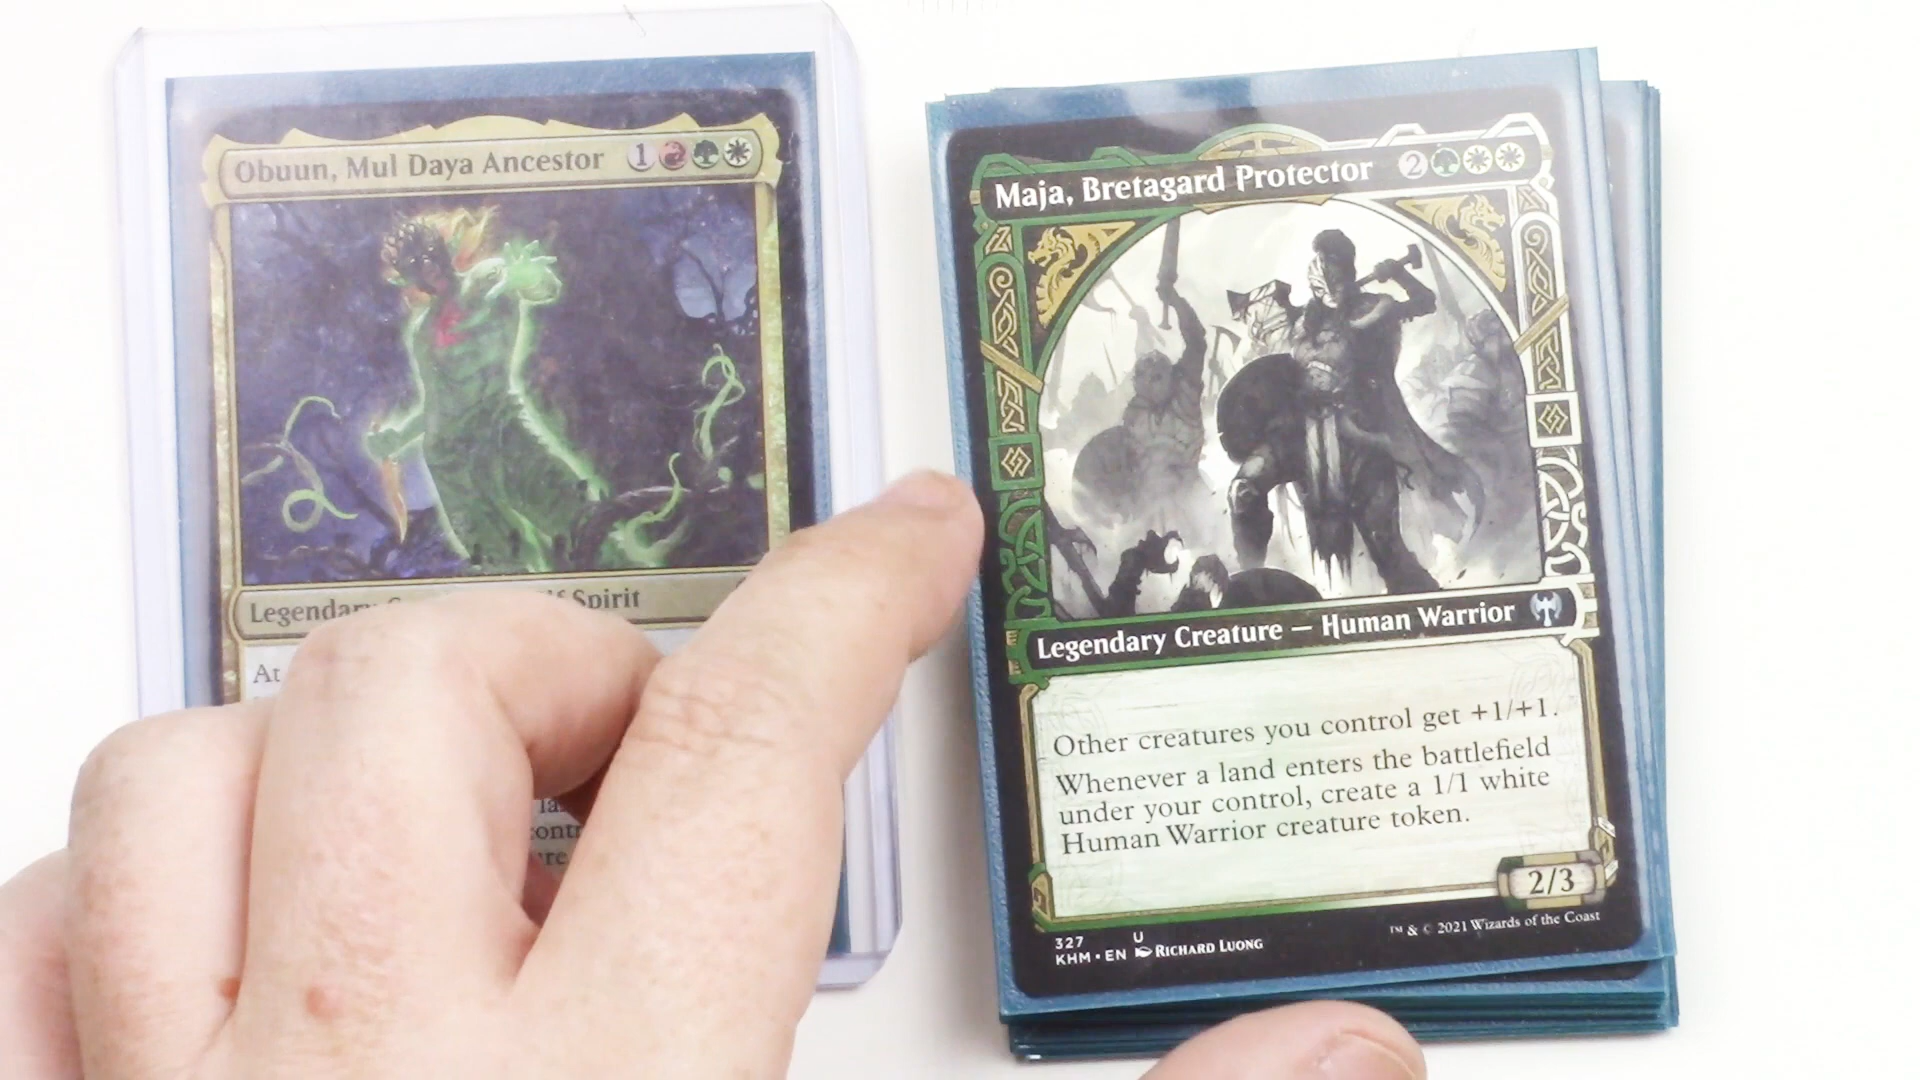 Obuun, Mul Daya Ancestor 1
Legendary Spirit
At
contr
Maja, Bretagard Protector 2
Legendary Creature — Human Warrior
Other creatures you control get +1/+1.
Whenever a land enters the battlefield
under your control, create a 1/1 white
Human Warrior creature token.
2/3
327 U
KHM • EN RICHARD LUONG
™ & © 2021 Wizards of the Coast